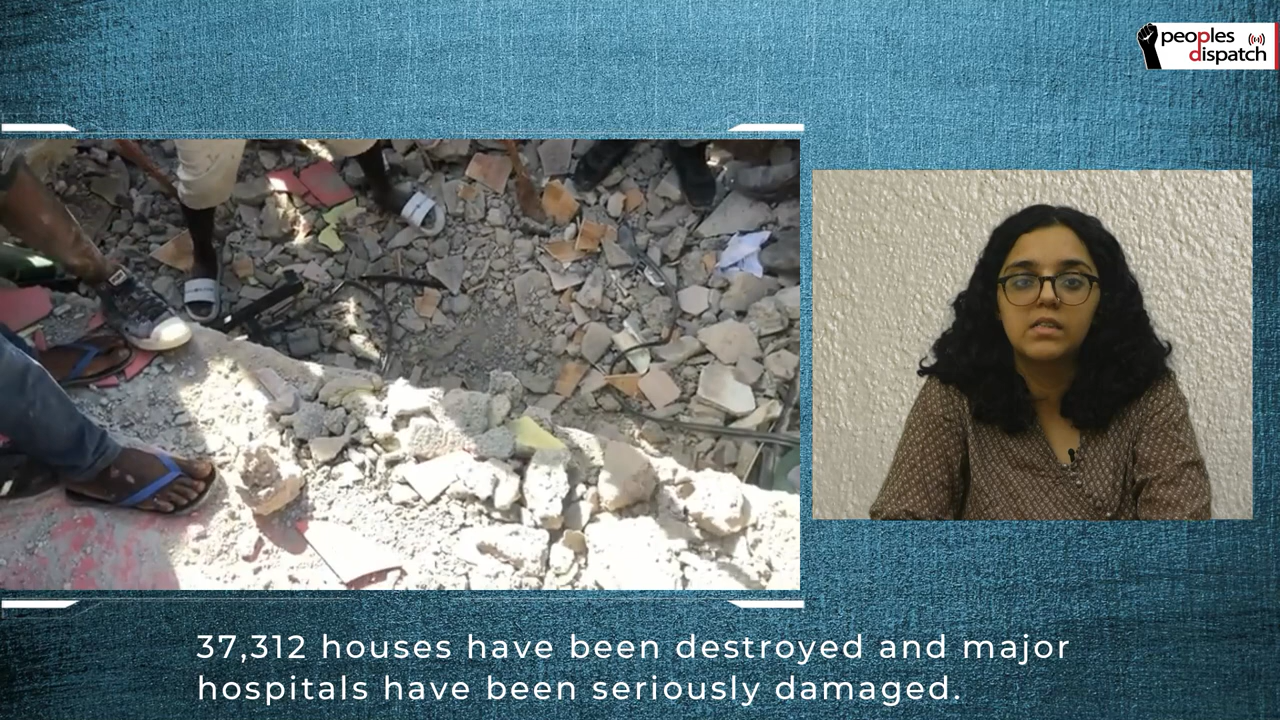 peoples
dispatch
37,312 houses have been destroyed and major
hospitals have been seriously damaged.